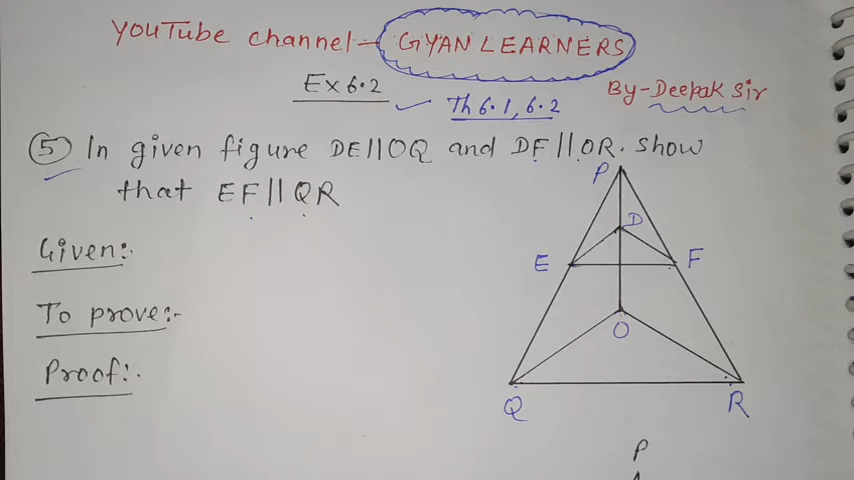 YouTube channel- GYAN LEARNERS
Ex 6.2
By-Deepak Sir
Th 6.1, 6.2
5 In given figure DE||OQ and DF||OR. Show
that EF||QR
Given:-
To prove:-
Proof:-
P
D
E
F
O
Q
R
P